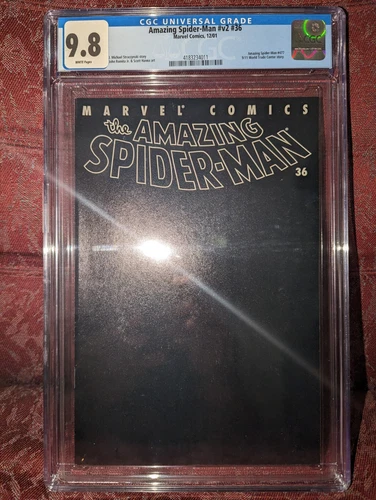 CGC UNIVERSAL GRADE
9.8
WHITE Pages
Amazing Spider-Man #v2 #36
Marvel Comics, 12/01
Michael Straczynski story
John Romita Jr. & Scott Hanna art
4183234011
Amazing Spider-Man #477.
9/11 World Trade Center story.
MARVEL COMICS
the AMAZING
SPIDER-MAN
36